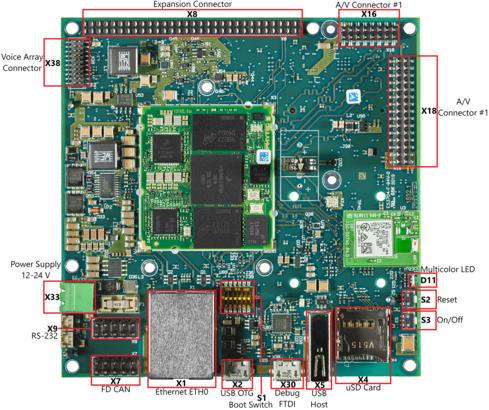 Expansion Connector
X8
A/V Connector #1
X16
Voice Array
Connector
X38
X18
A/V
Connector #1
Power Supply
12-24 V
X33
X9
RS-232
X7
FD CAN
X1
Ethernet ETH0
X2
USB OTG
Boot Switch
S1
X30
Debug
FTDI
X5
USB
Host
V515
X4
uSD Card
Multicolor LED
D11
S2
Reset
S3
On/Off